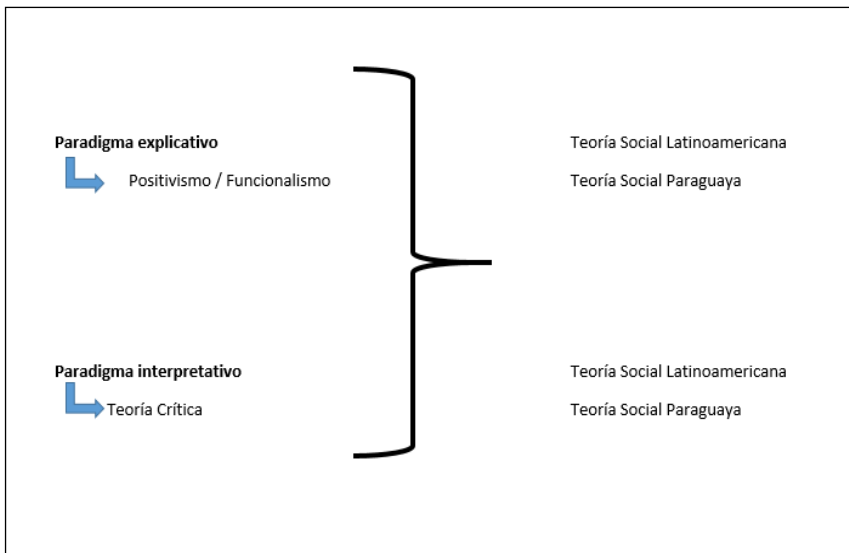 Paradigma explicativo
Positivismo / Funcionalismo
Teoría Social Latinoamericana
Teoría Social Paraguaya
Paradigma interpretativo
Teoría Crítica
Teoría Social Latinoamericana
Teoría Social Paraguaya